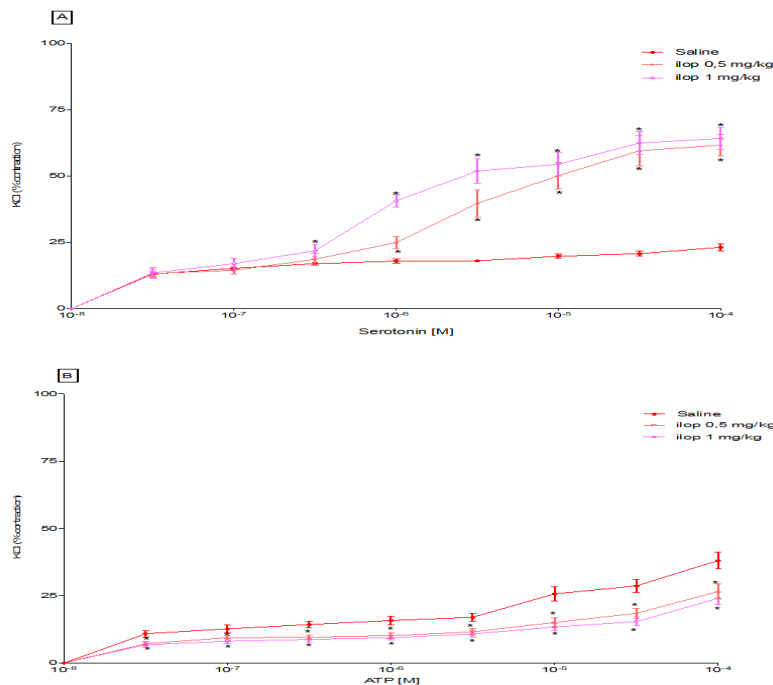 A
100
75
50
25
0
KCl (%contration)
Saline
ilop 0,5 mg/kg
ilop 1 mg/kg
10-8 10-7 10-6 10-5 10-4
Serotonin [M]
B
100
75
50
25
0
KCl (%contraction)
Saline
ilop 0.5 mg/kg
ilop 1 mg/kg
10-8 10-7 10-6 10-5 10-4
ATP [M]